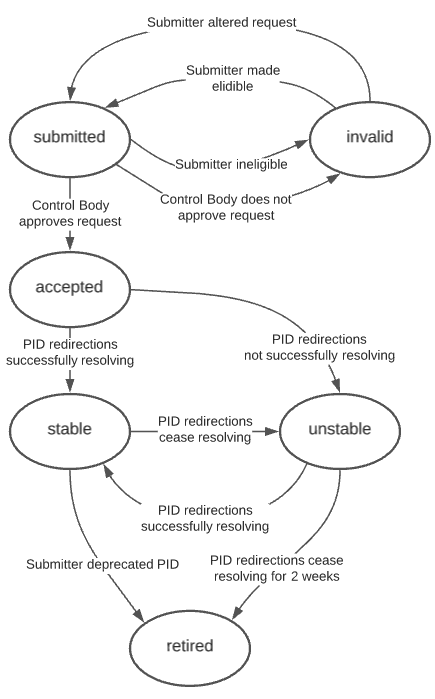 Submitter altered request
Submitter made
elidible
submitted
invalid
Submitter ineligible
Control Body does not
approve request
Control Body
approves request
accepted
PID redirections
successfully resolving
PID redirections
not successfully resolving
stable
PID redirections
cease resolving
unstable
PID redirections
successfully resolving
Submitter deprecated PID
PID redirections cease
resolving for 2 weeks
retired